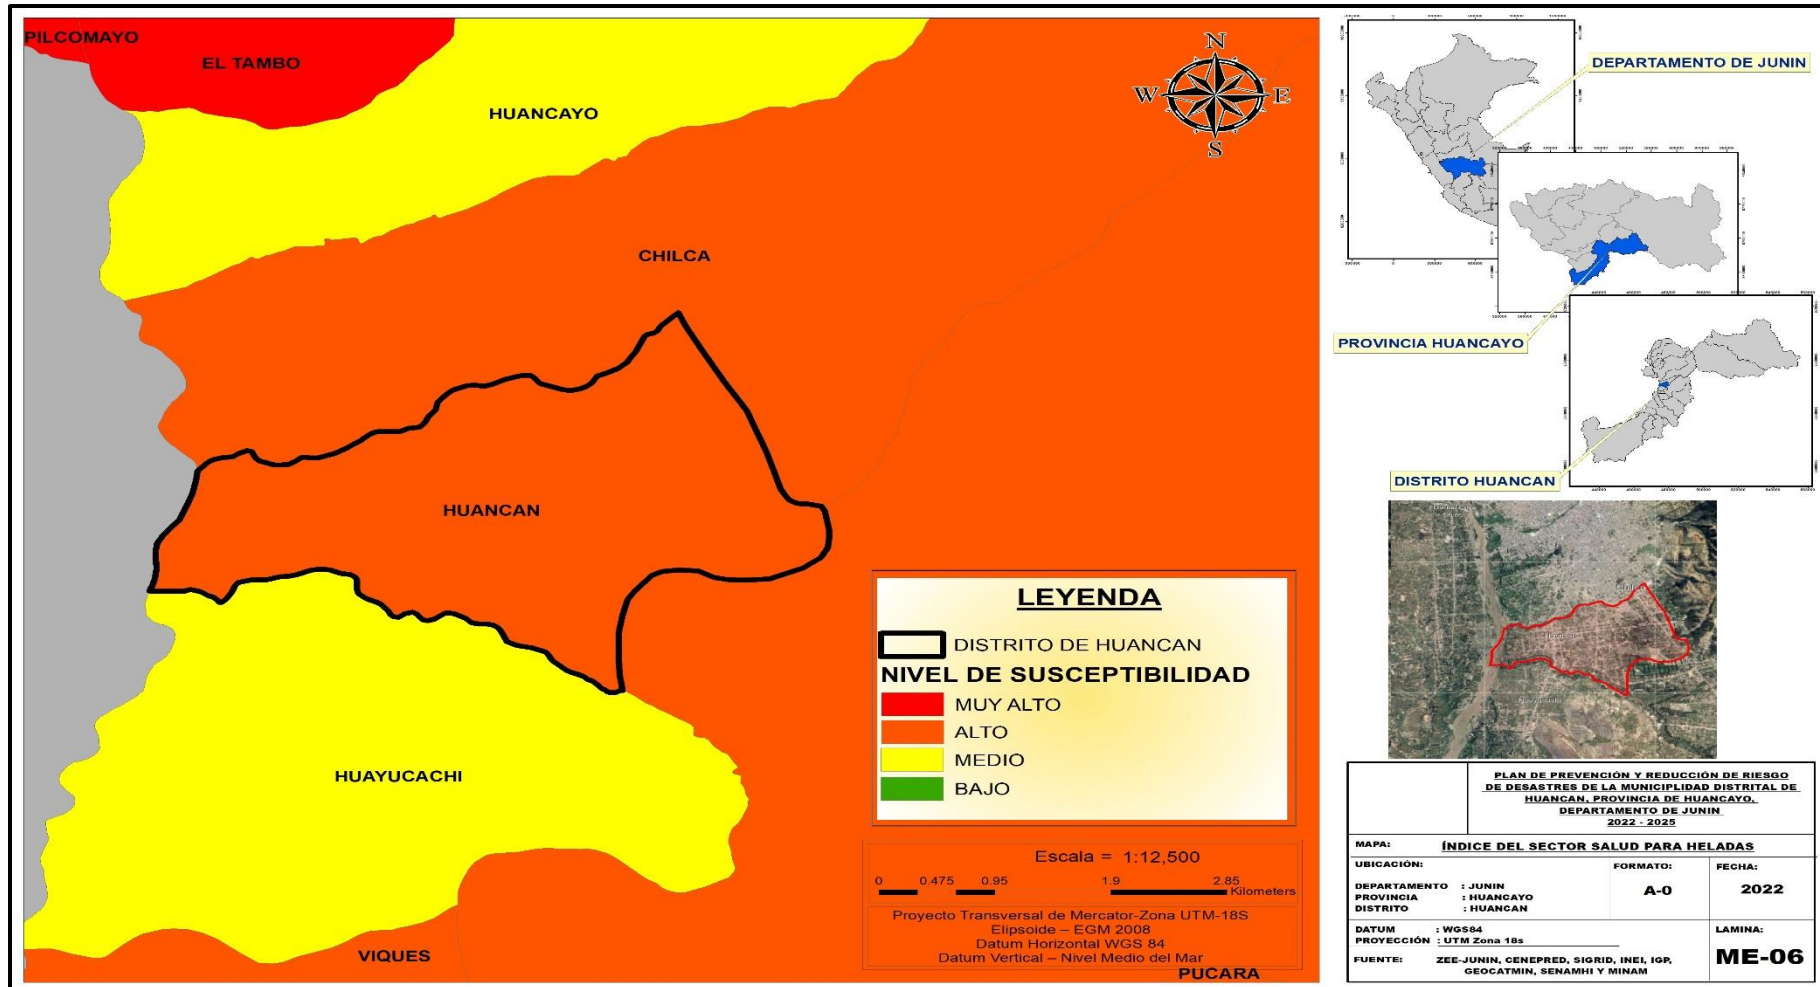 PILCOMAYO
EL TAMBO
HUANCAYO
CHILCA
HUANCAN
HUAYUCACHI
VIQUES
PUCARA
N
W E
S
LEYENDA
DISTRITO DE HUANCAN
NIVEL DE SUSCEPTIBILIDAD
MUY ALTO
ALTO
MEDIO
BAJO
Escala = 1:12,500
0 0.475 0.95 1.9 2.85
Kilometers
Proyecto Transversal de Mercator-Zona UTM-18S
Elipsoide – EGM 2008
Datum Horizontal WGS 84
Datum Vertical – Nivel Medio del Mar
DEPARTAMENTO DE JUNIN
PROVINCIA HUANCAYO
DISTRITO HUANCAN
PLAN DE PREVENCIÓN Y REDUCCIÓN DE RIESGO
DE DESASTRES DE LA MUNICIPLIDAD DISTRITAL DE
HUANCAN, PROVINCIA DE HUANCAYO,
DEPARTAMENTO DE JUNIN
2022 - 2025
MAPA: ÍNDICE DEL SECTOR SALUD PARA HELADAS
UBICACIÓN: FORMATO: FECHA:
DEPARTAMENTO : JUNIN A-0 2022
PROVINCIA : HUANCAYO
DISTRITO : HUANCAN
DATUM : WGS84 LAMINA:
PROYECCIÓN : UTM Zona 18s
FUENTE: ZEE-JUNIN, CENEPRED, SIGRID, INEI, IGP, ME-06
GEOCATMIN, SENAMHI Y MINAM